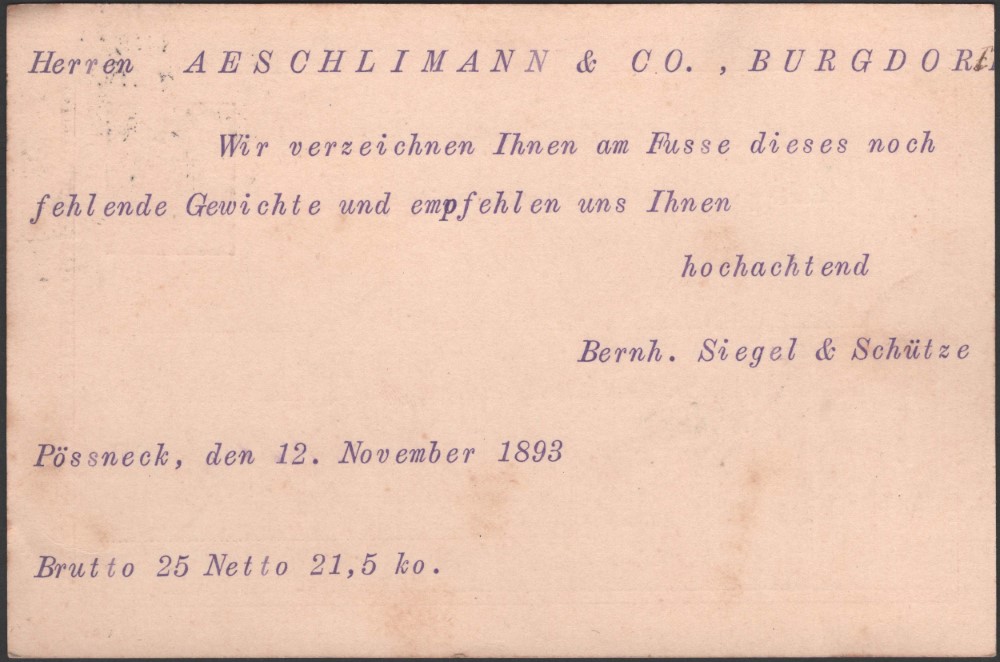 Herren AESCHLIMANN & CO., BURGDORf
Wir verzeichnen Ihnen am Fusse dieses noch
fehlende Gewichte und empfehlen uns Ihnen
hochachtend
Bernh. Siegel & Schütze
Pössneck, den 12. November 1893
Brutto 25 Netto 21,5 ko.